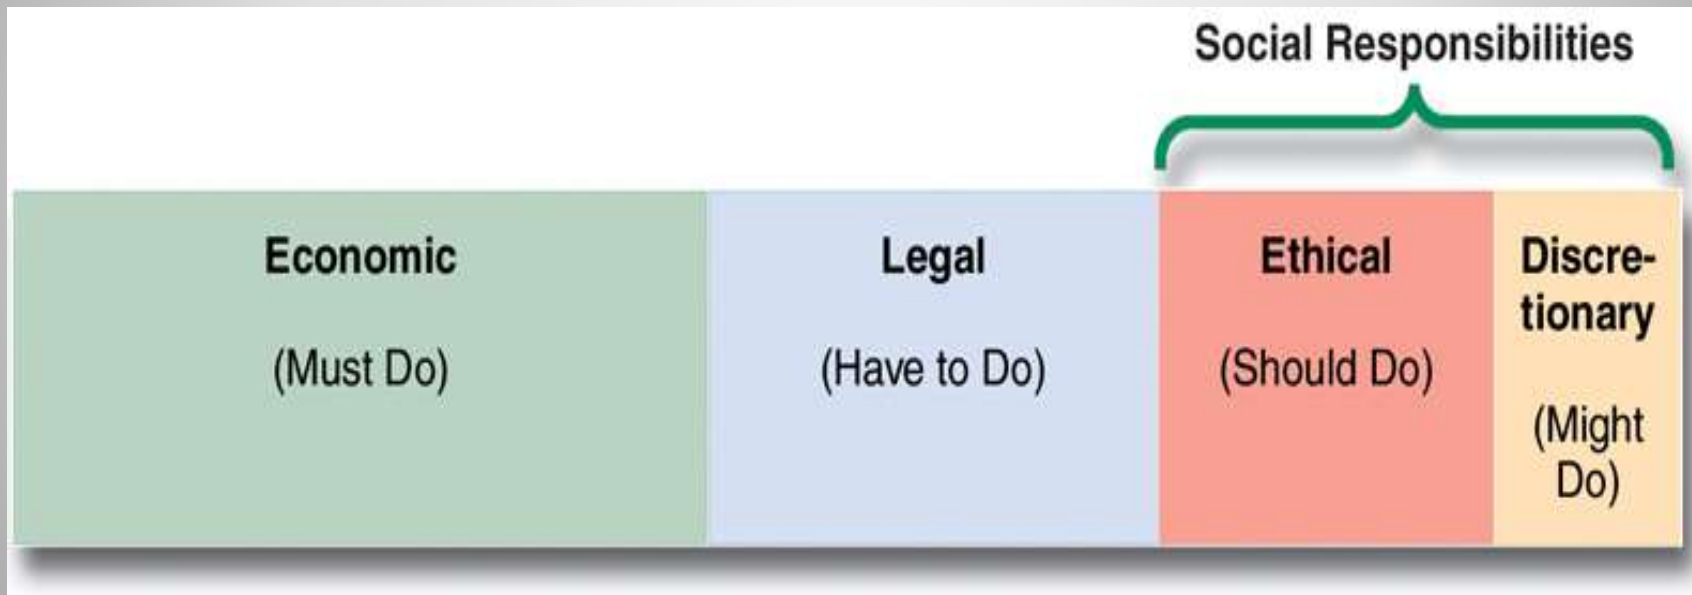 Social Responsibilities
Economic
(Must Do)
Legal
(Have to Do)
Ethical
(Should Do)
Discre-
tionary
(Might
Do)